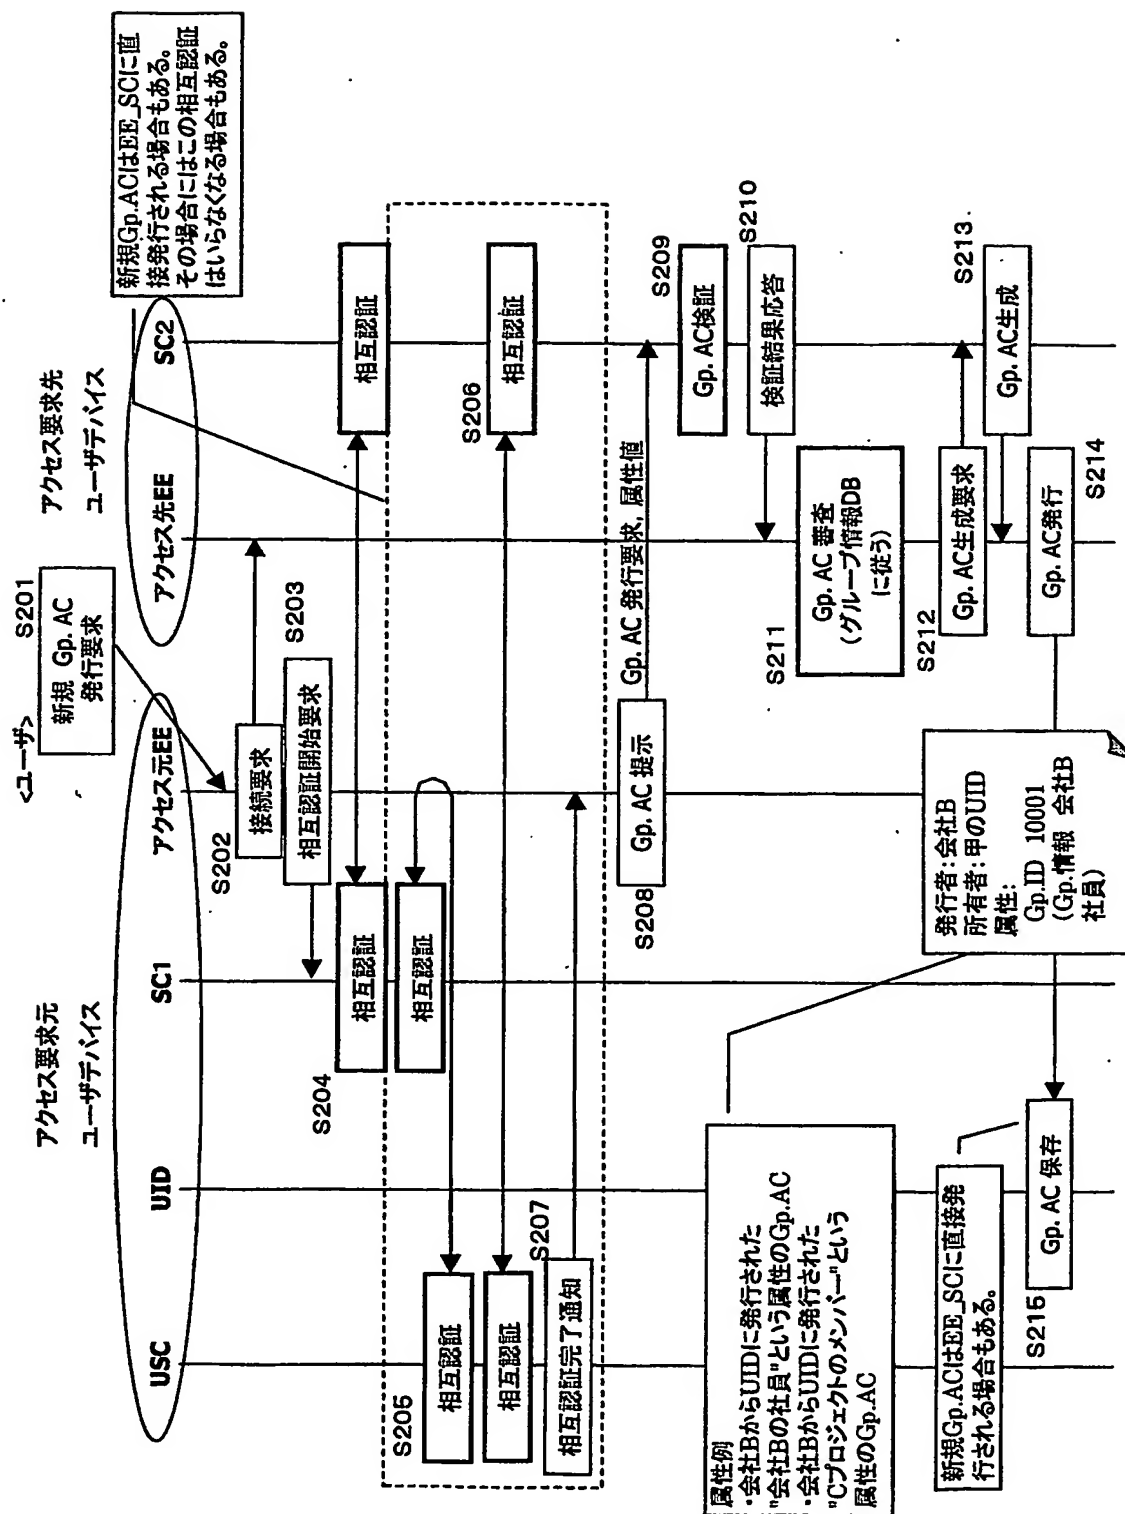 <ユーザ>
S201
新規 Gp. AC
発行要求
アクセス要求元
ユーザデバイス
アクセス要求先
ユーザデバイス
USC
UID
SC1
アクセス元EE
アクセス先EE
SC2
新規Gp.ACはEE_SCに直
接発行される場合もある。
その場合にはこの相互認証
はいらなくなる場合もある。
S202
接続要求
S203
相互認証開始要求
S204
相互認証
相互認証
S205
相互認証
相互認証
S206
相互認証
相互認証
S207
相互認証完了通知
S208
Gp. AC 提示
Gp. AC 発行要求, 属性値
S209
Gp. AC検証
S210
検証結果応答
S211
Gp. AC 審査
(グループ情報DB
に従う)
S212
Gp. AC生成要求
S213
Gp. AC生成
S214
Gp. AC発行
発行者:会社B
所有者:甲のUID
属性:
Gp.ID 10001
(Gp.情報 会社B
社員)
属性例
・会社BからUIDに発行された
"会社Bの社員"という属性のGp.AC
・会社BからUIDに発行された
"Cプロジェクトのメンバー"という
属性のGp.AC
新規Gp.ACはEE_SCに直接発
行される場合もある。
S215
Gp. AC 保存